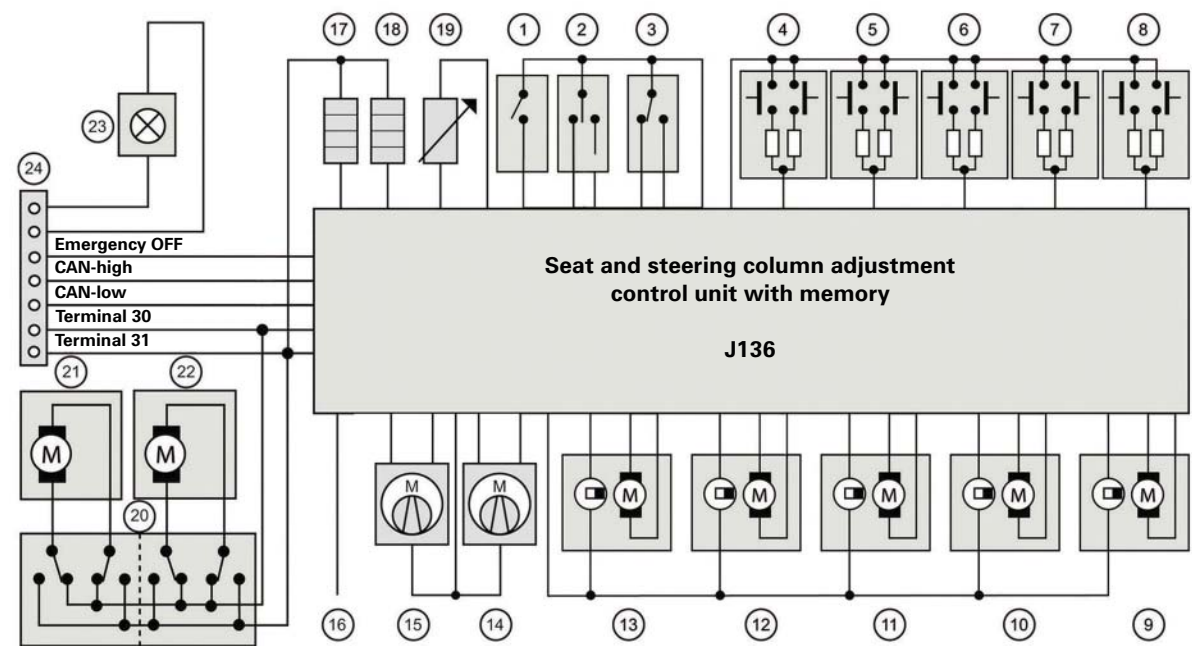 17 18 19 1 2 3 4 5 6 7 8
23
24
Emergency OFF
CAN-high
CAN-low
Terminal 30
Terminal 31
Seat and steering column adjustment
control unit with memory
J136
21 22
M M
20
M M M M M M M
16 15 14 13 12 11 10 9